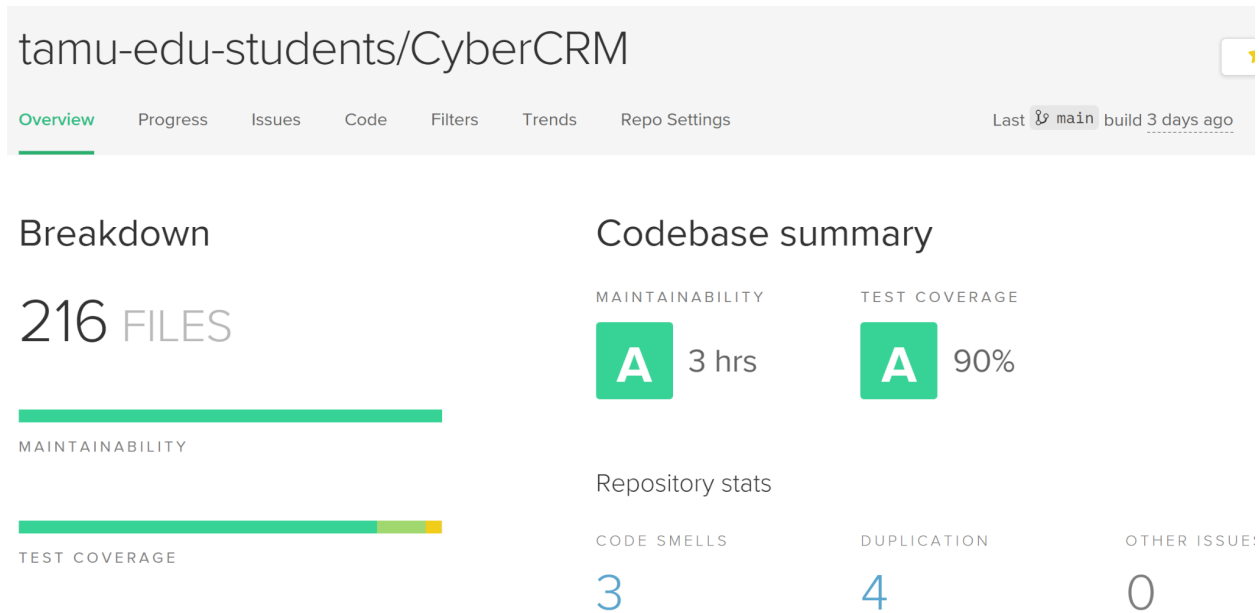 tamu-edu-students/CyberCRM
Overview Progress Issues Code Filters Trends Repo Settings Last main build 3 days ago
Breakdown
216 FILES
MAINTAINABILITY
TEST COVERAGE
Codebase summary
MAINTAINABILITY TEST COVERAGE
A 3 hrs A 90%
Repository stats
CODE SMELLS DUPLICATION OTHER ISSUES
3 4 0